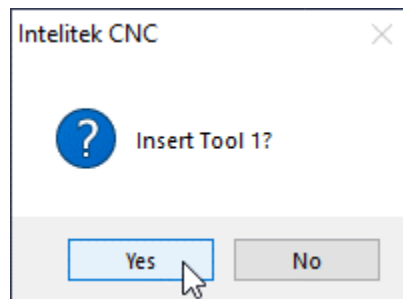 Intelitek CNC
Insert Tool 1?
Yes
No